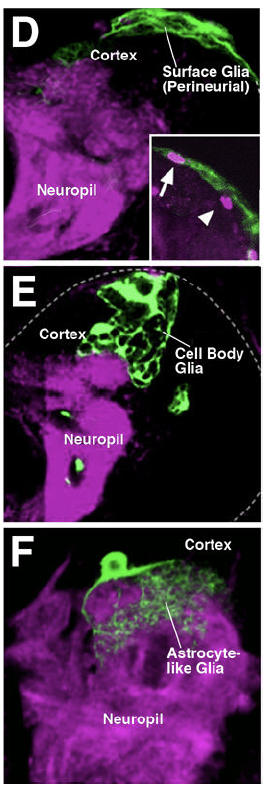 D
Cortex
Surface Glia
(Perineurial)
Neuropil
E
Cortex
Cell Body
Glia
Neuropil
F
Cortex
Astrocyte-
like Glia
Neuropil